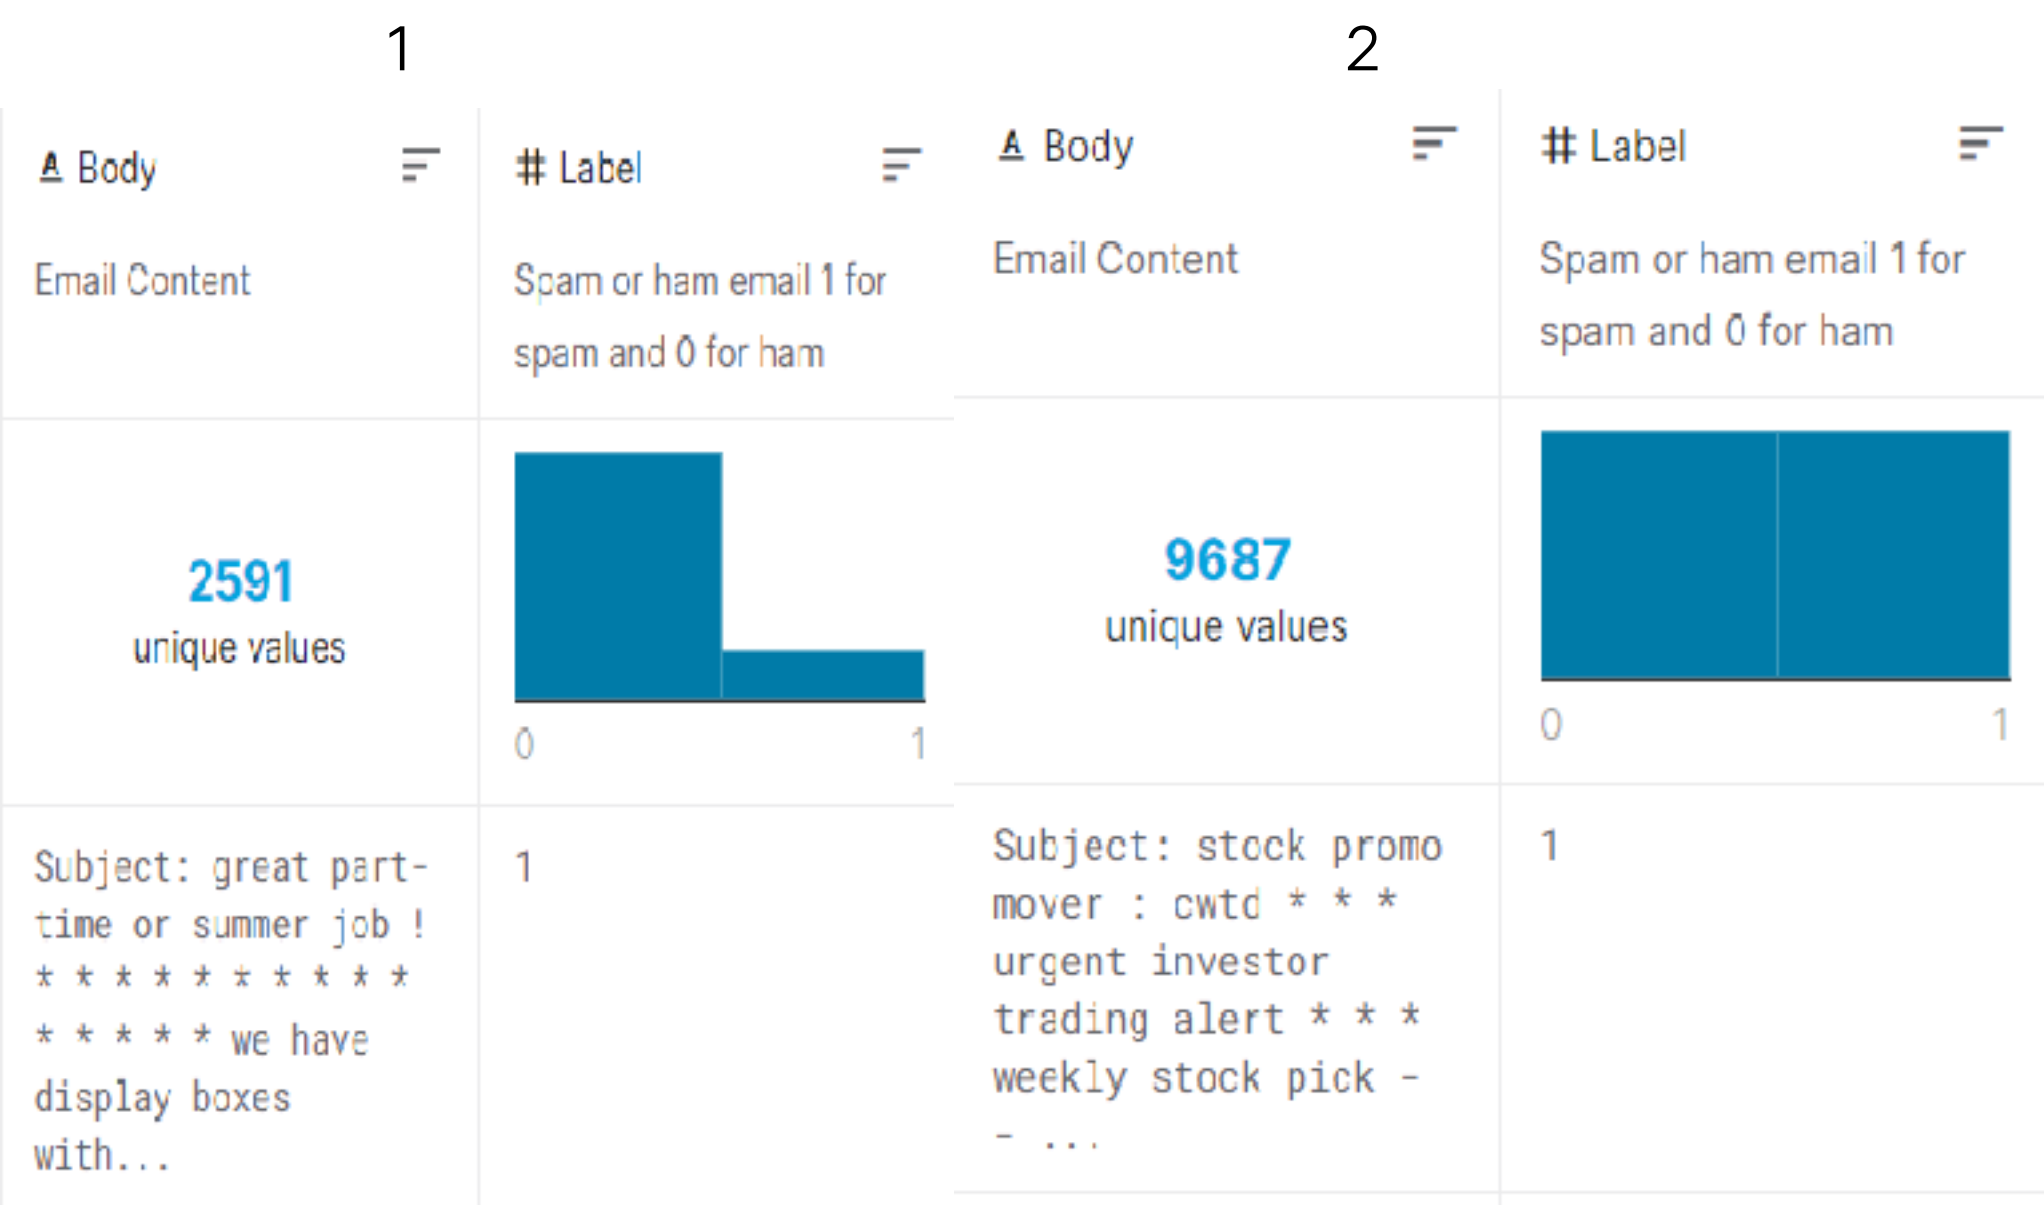 1
A Body
# Label
Email Content
Spam or ham email 1 for
spam and 0 for ham
2591
unique values
0
1
Subject: great part-
time or summer job !
* * * * * * * * * *
* * * * * we have
display boxes
with...
1
2
A Body
# Label
Email Content
Spam or ham email 1 for
spam and 0 for ham
9687
unique values
0
1
Subject: stock promo
mover : cwtd * * *
urgent investor
trading alert * * *
weekly stock pick -
- ...
1